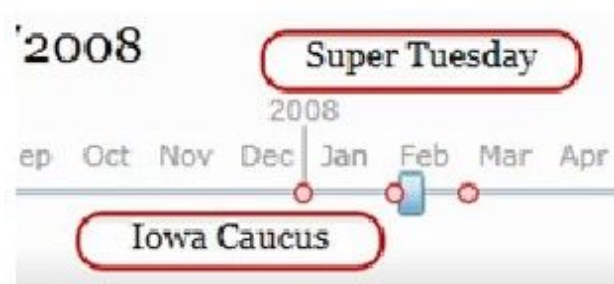 /2008
Super Tuesday
2008
ep Oct Nov Dec Jan Feb Mar Apr
Iowa Caucus